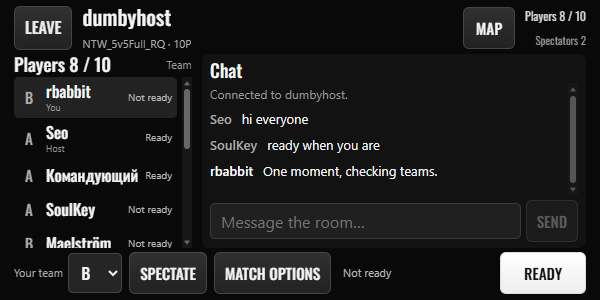 LEAVE
dumbyhost
NTW_5v5Full_RQ · 10P
MAP
Players 8 / 10
Spectators 2
Players 8 / 10
Team
B
rbabbit
You
Not ready
A
Seo
Host
Ready
A
Командующий
Ready
A
SoulKey
Not ready
B
Maelström
Not ready
Chat
Connected to dumbyhost.
Seo hi everyone
SoulKey ready when you are
rbabbit One moment, checking teams.
Message the room...
SEND
Your team
B
SPECTATE
MATCH OPTIONS
Not ready
READY